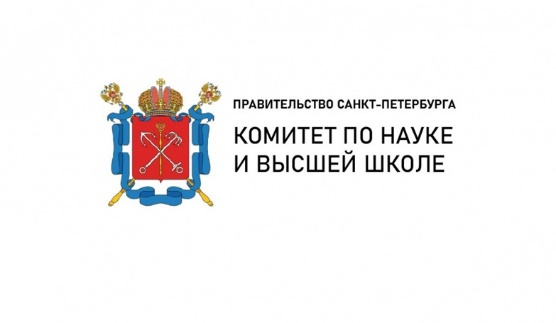 ПРАВИТЕЛЬСТВО САНКТ-ПЕТЕРБУРГА
КОМИТЕТ ПО НАУКЕ
И ВЫСШЕЙ ШКОЛЕ